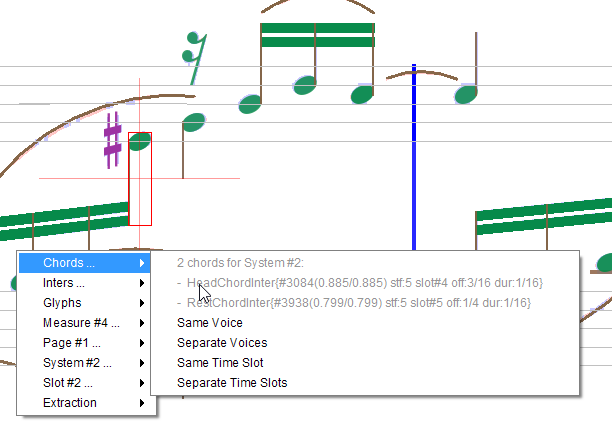 Chords ...
Inters ...
Glyphs
Measure #4 ...
Page #1 ...
System #2 ...
Slot #2 ...
Extraction
2 chords for System #2:
- HeadChordInter{#3084(0.885/0.885) stf:5 slot#4 off:3/16 dur:1/16}
- RestChordInter{#3938(0.799/0.799) stf:5 slot#5 off:1/4 dur:1/16}
Same Voice
Separate Voices
Same Time Slot
Separate Time Slots